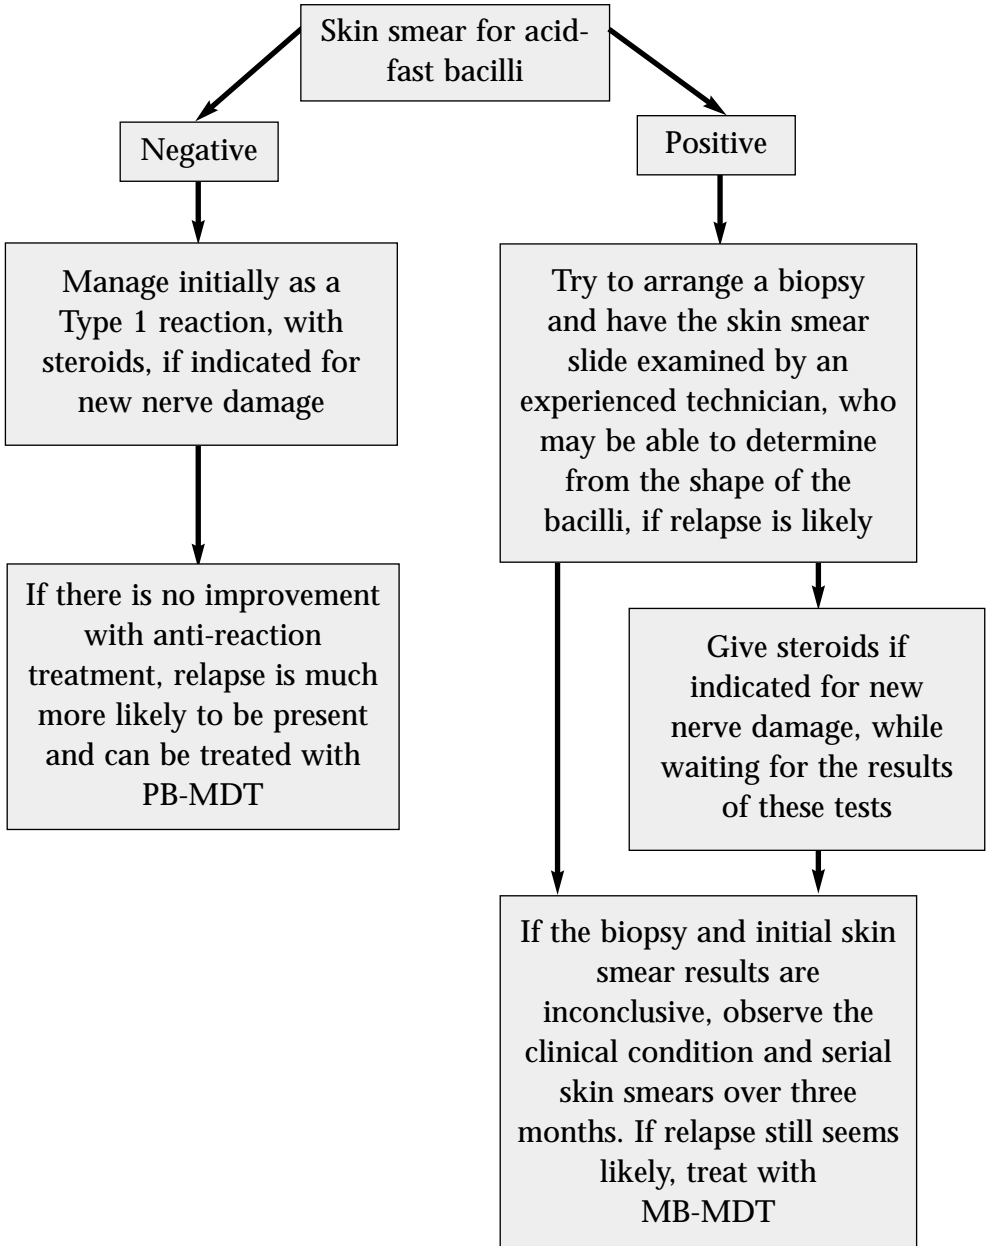 Skin smear for acid-
fast bacilli
Negative
Positive
Manage initially as a
Type 1 reaction, with
steroids, if indicated for
new nerve damage
Try to arrange a biopsy
and have the skin smear
slide examined by an
experienced technician, who
may be able to determine
from the shape of the
bacilli, if relapse is likely
If there is no improvement
with anti-reaction
treatment, relapse is much
more likely to be present
and can be treated with
PB-MDT
Give steroids if
indicated for new
nerve damage, while
waiting for the results
of these tests
If the biopsy and initial skin
smear results are
inconclusive, observe the
clinical condition and serial
skin smears over three
months. If relapse still seems
likely, treat with
MB-MDT